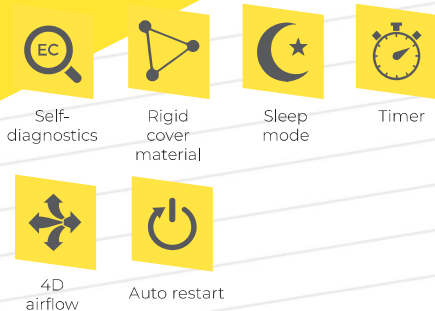 EC
Self-
diagnostics
Rigid
cover
material
Sleep
mode
Timer
4D
airflow
Auto restart